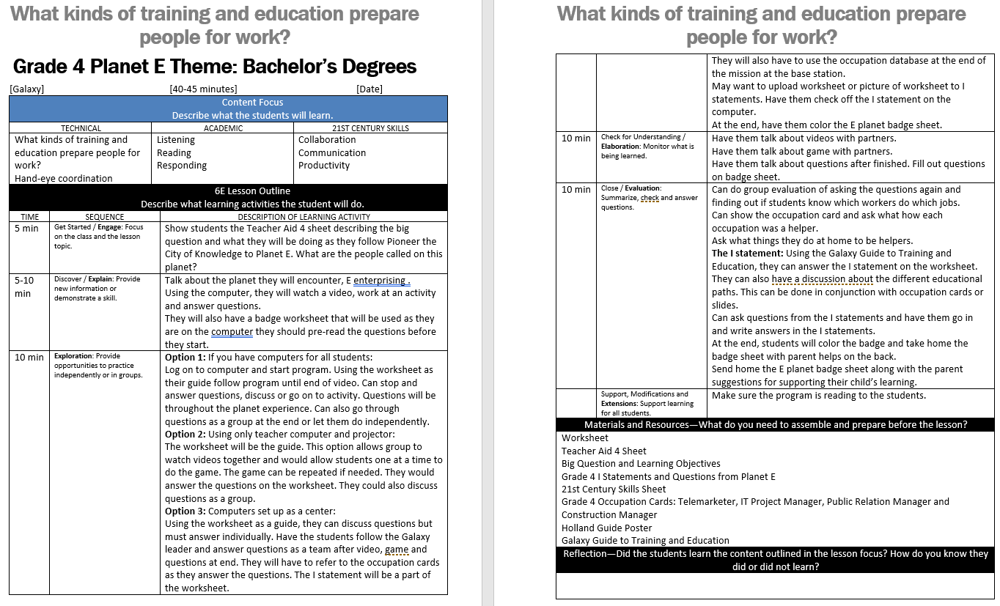 What kinds of training and education prepare
people for work?
Grade 4 Planet E Theme: Bachelor's Degrees
[Galaxy] [40-45 minutes] [Date]
Content Focus
Describe what the students will learn.
TECHNICAL ACADEMIC 21ST CENTURY SKILLS
What kinds of training and
education prepare people for
work?
Hand-eye coordination
Listening
Reading
Responding
Collaboration
Communication
Productivity
6E Lesson Outline
Describe what learning activities the student will do.
TIME SEQUENCE DESCRIPTION OF LEARNING ACTIVITY
5 min
Get Started / Engage: Focus
on the class and the lesson
topic.
Show students the Teacher Aid 4 sheet describing the big
question and what they will be doing as they follow Pioneer the
City of Knowledge to Planet E. What are the people called on this
planet?
5-10
min
Discover / Explain: Provide
new information or
demonstrate a skill.
Talk about the planet they will encounter, E enterprising .
Using the computer, they will watch a video, work at an activity
and answer questions.
They will also have a badge worksheet that will be used as they
are on the computer they should pre-read the questions before
they start.
10 min
Exploration: Provide
opportunities to practice
independently or in groups.
Option 1: If you have computers for all students:
Log on to computer and start program. Using the worksheet as
their guide follow program until end of video. Can stop and
answer questions, discuss or go on to activity. Questions will be
throughout the planet experience. Can also go through
questions as a group at the end or let them do independently.
Option 2: Using only teacher computer and projector:
The worksheet will be the guide. This option allows group to
watch videos together and would allow students one at a time to
do the game. The game can be repeated if needed. They would
answer the questions on the worksheet. They could also discuss
questions as a group.
Option 3: Computers set up as a center:
Using the worksheet as a guide, they can discuss questions but
must answer individually. Have the students follow the Galaxy
leader and answer questions as a team after video, game and
questions at end. They will have to refer to the occupation cards
as they answer the questions. The I statement will be a part of
the worksheet.
What kinds of training and education prepare
people for work?
They will also have to use the occupation database at the end of
the mission at the base station.
May want to upload worksheet or picture of worksheet to I
statements. Have them check off the I statement on the
computer.
At the end, have them color the E planet badge sheet.
10 min
Check for Understanding /
Elaboration: Monitor what is
being learned.
Have them talk about videos with partners.
Have them talk about game with partners.
Have them talk about questions after finished. Fill out questions
on badge sheet.
10 min
Close / Evaluation:
Summarize, check and answer
questions.
Can do group evaluation of asking the questions again and
finding out if students know which workers do which jobs.
Can show the occupation card and ask what how each
occupation was a helper.
Ask what things they do at home to be helpers.
The I statement: Using the Galaxy Guide to Training and
Education, they can answer the I statement on the worksheet.
They can also have a discussion about the different educational
paths. This can be done in conjunction with occupation cards or
slides.
Can ask questions from the I statements and have them go in
and write answers in the I statements.
At the end, students will color the badge and take home the
badge sheet with parent helps on the back.
Send home the E planet badge sheet along with the parent
suggestions for supporting their child's learning.
Support, Modifications and
Extensions: Support learning
for all students.
Make sure the program is reading to the students.
Materials and Resources—What do you need to assemble and prepare before the lesson?
Worksheet
Teacher Aid 4 Sheet
Big Question and Learning Objectives
Grade 4 I Statements and Questions from Planet E
21st Century Skills Sheet
Grade 4 Occupation Cards: Telemarketer, IT Project Manager, Public Relation Manager and
Construction Manager
Holland Guide Poster
Galaxy Guide to Training and Education
Reflection—Did the students learn the content outlined in the lesson focus? How do you know they
did or did not learn?